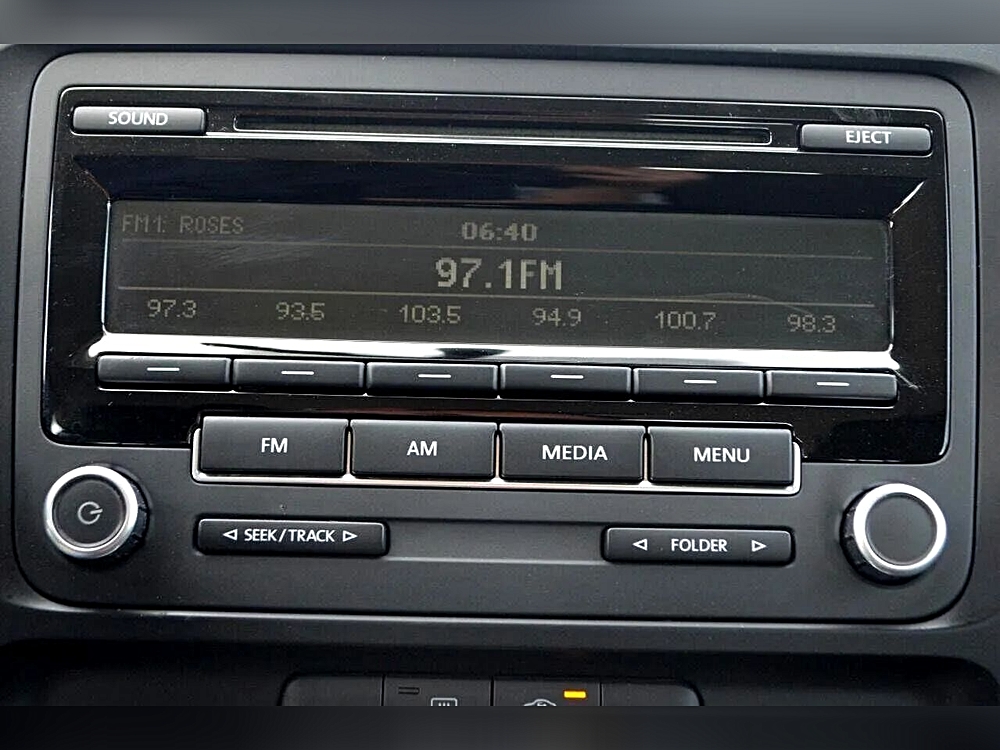 SOUND
EJECT
FM1: ROSES
06:40
97.1FM
97.3 93.5 103.5 94.9 100.7 98.3
FM AM MEDIA MENU
SEEK/TRACK
FOLDER